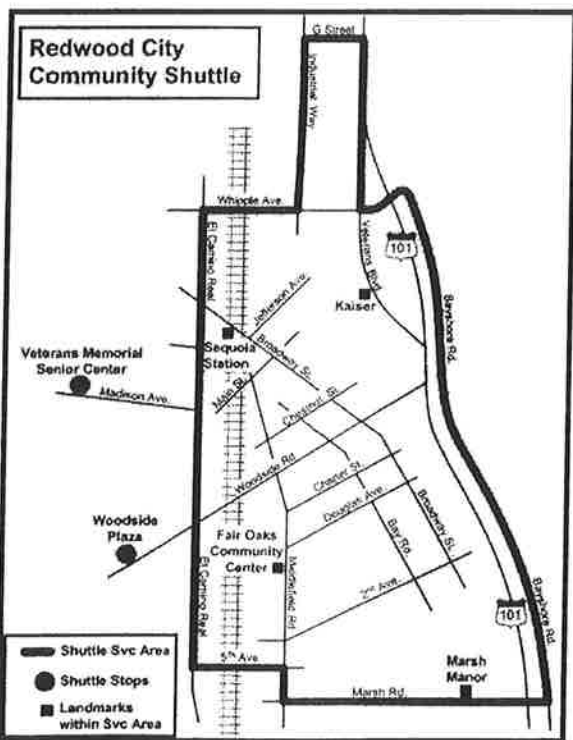 Redwood City
Community Shuttle
G Street
Industrial Way
Whipple Ave.
El Camino Real
Veterans Blvd.
101
Bayshore Rd.
Kaiser
Jefferson Ave.
Broadway St.
Sequoia
Station
Main St.
Veterans Memorial
Senior Center
Madison Ave.
Chestnut St.
Woodside Rd.
Charter St.
Douglas Ave.
Broadway St.
Bay Rd.
Woodside
Plaza
Fair Oaks
Community
Center
Middlefield Rd.
2nd Ave.
El Camino Real
5th Ave
101
Bayshore Rd.
Marsh
Manor
Marsh Rd.
Shuttle Svc Area
Shuttle Stops
Landmarks
within Svc Area